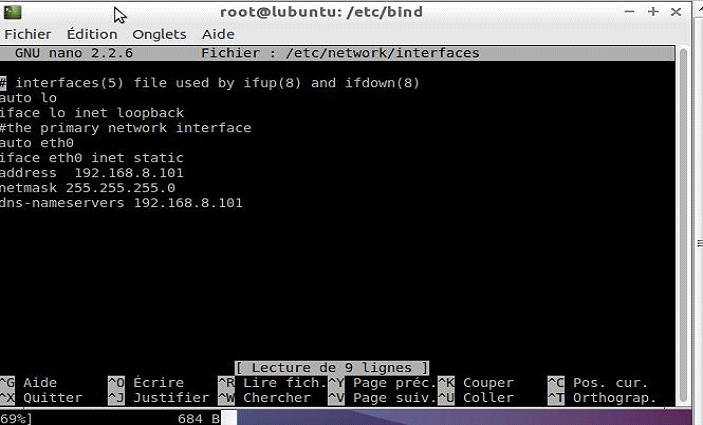 root@lubuntu: /etc/bind
Fichier Édition Onglets Aide
GNU nano 2.2.6 Fichier : /etc/network/interfaces
# interfaces(5) file used by ifup(8) and ifdown(8)
auto lo
iface lo inet loopback
#the primary network interface
auto eth0
iface eth0 inet static
address  192.168.8.101
netmask 255.255.255.0
dns-nameservers 192.168.8.101
[ Lecture de 9 lignes ]
^G Aide ^O Écrire ^R Lire fich. ^Y Page préc. ^K Couper ^C Pos. cur.
^X Quitter ^J Justifier ^W Chercher ^V Page suiv. ^U Coller ^T Orthograp.
69%] 684 B